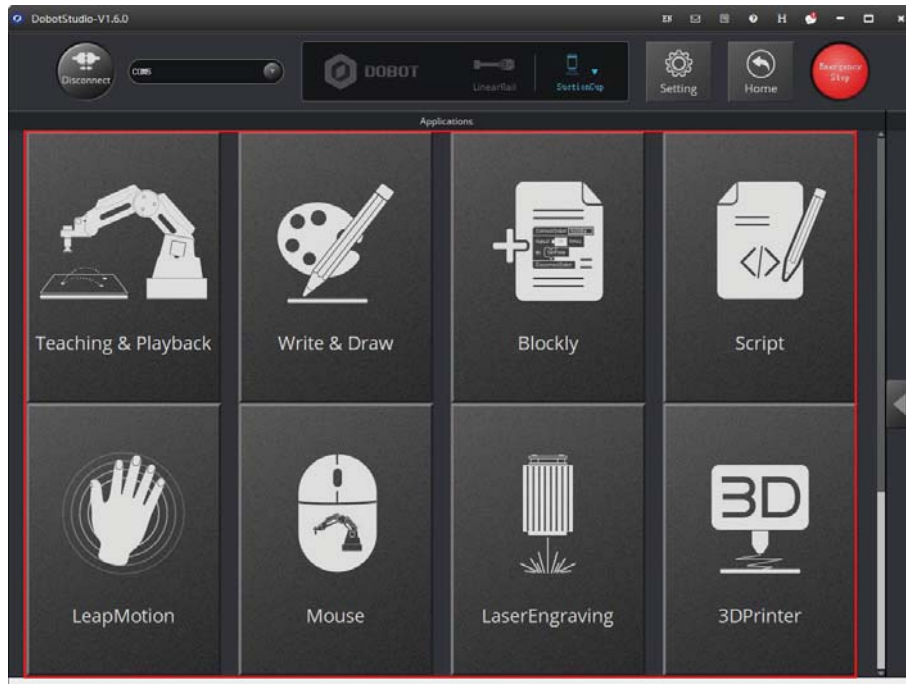 DobotStudio-V1.6.0
EN
H
Disconnect
COM5
DOBOT
LinearRail
SuctionCup
Setting
Home
Emergency
Stop
Applications
Teaching & Playback
Write & Draw
Blockly
Script
</>
LeapMotion
Mouse
LaserEngraving
3D
3DPrinter